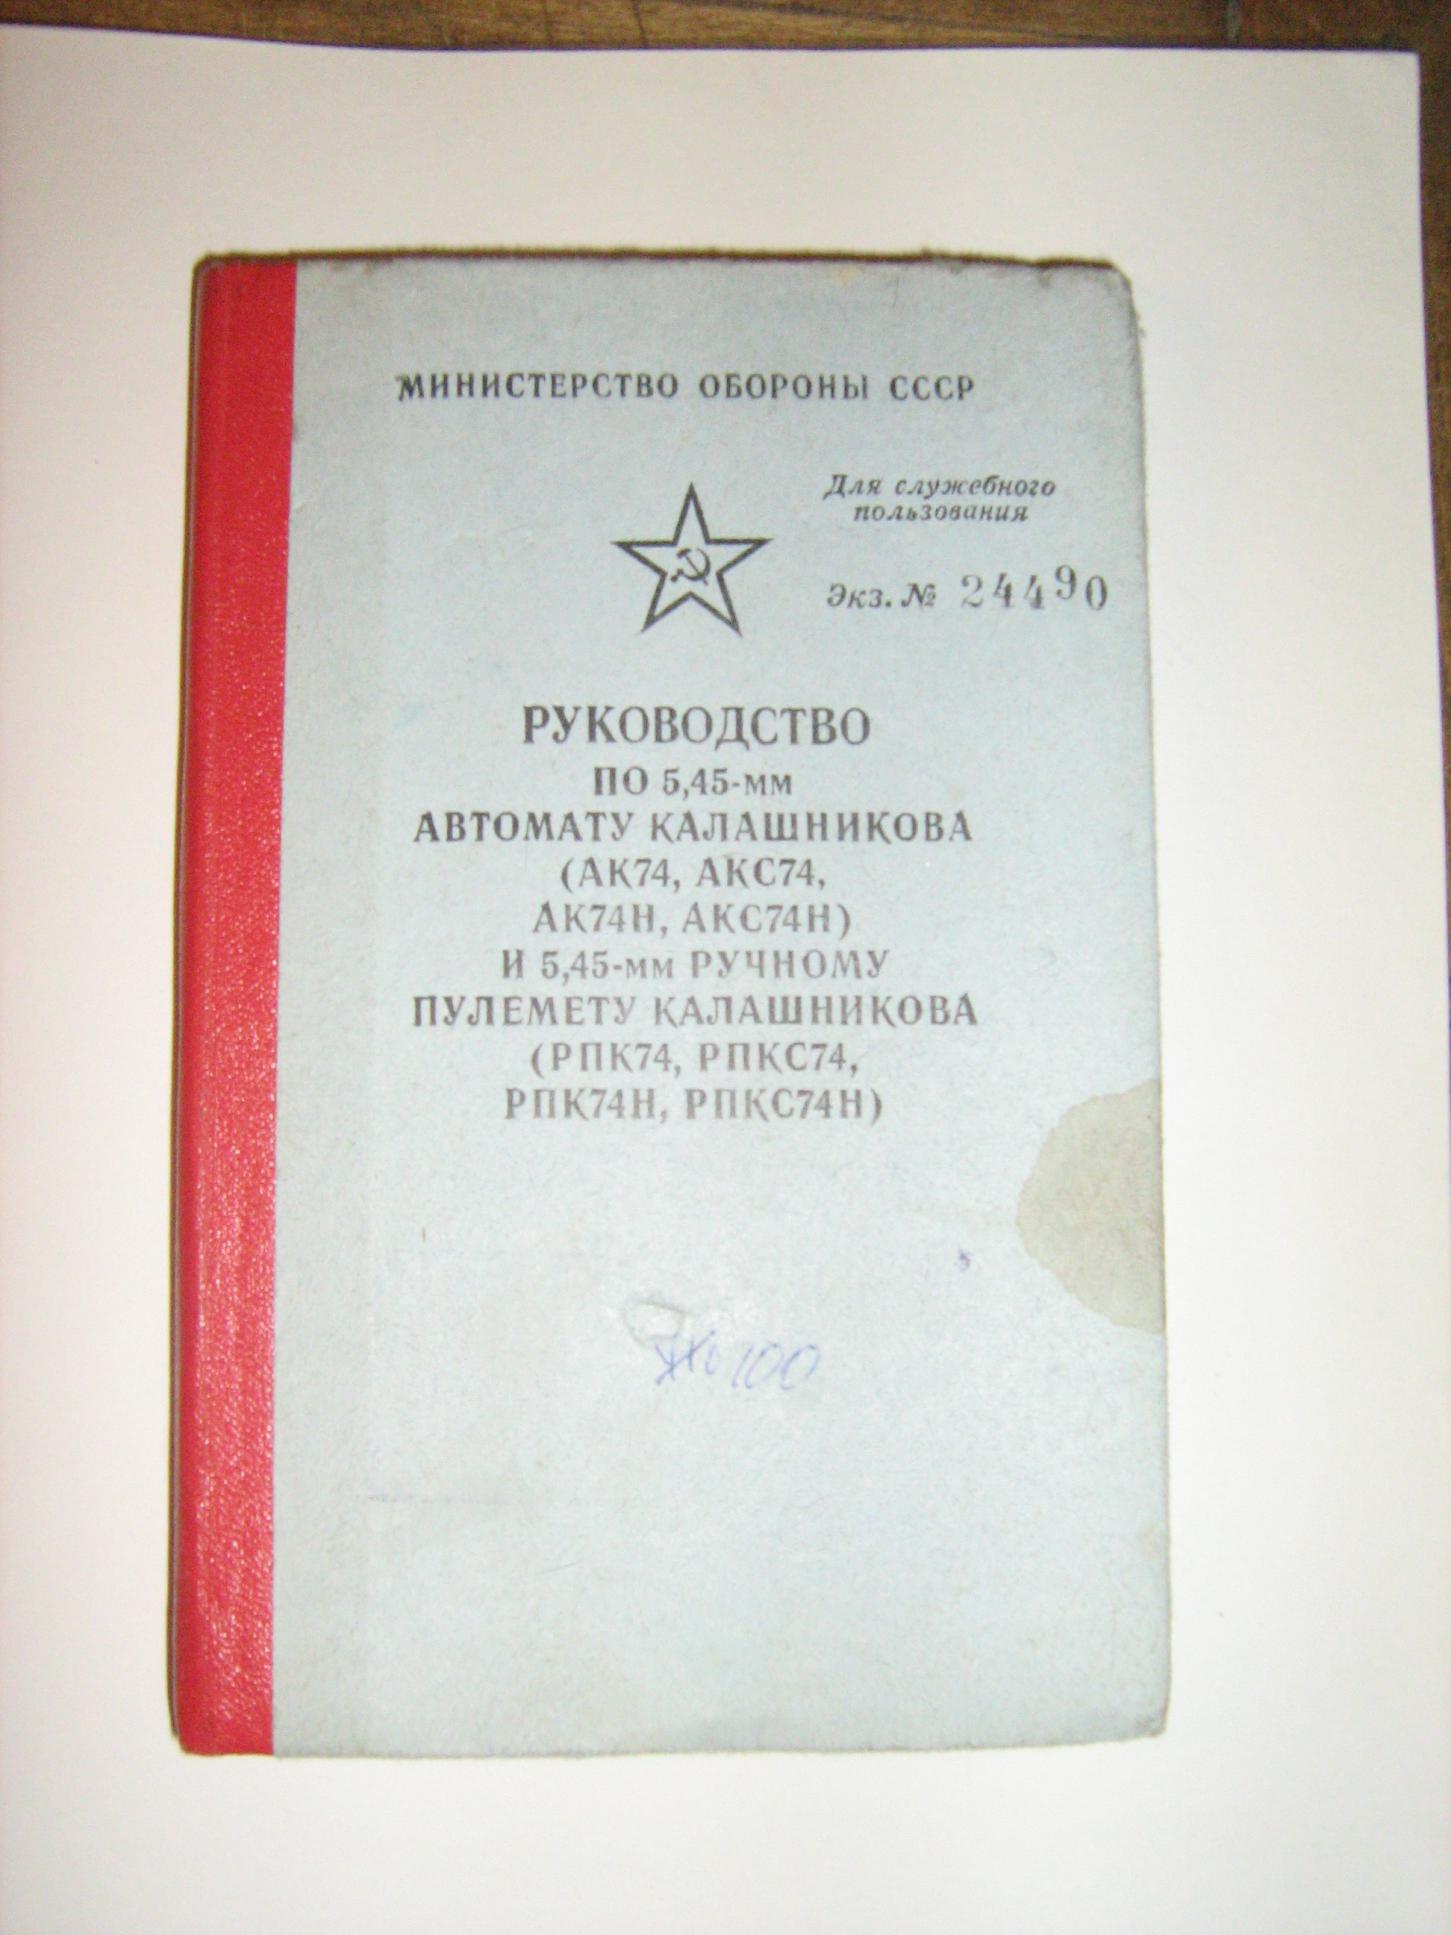 МИНИСТЕРСТВО ОБОРОНЫ СССР
Для служебного
пользования
Экз. № 24490
РУКОВОДСТВО
ПО 5,45-мм
АВТОМАТУ КАЛАШНИКОВА
(АК74, АКС74,
АК74Н, АКС74Н)
И 5,45-мм РУЧНОМУ
ПУЛЕМЕТУ КАЛАШНИКОВА
(РПК74, РПКС74,
РПК74Н, РПКС74Н)
100